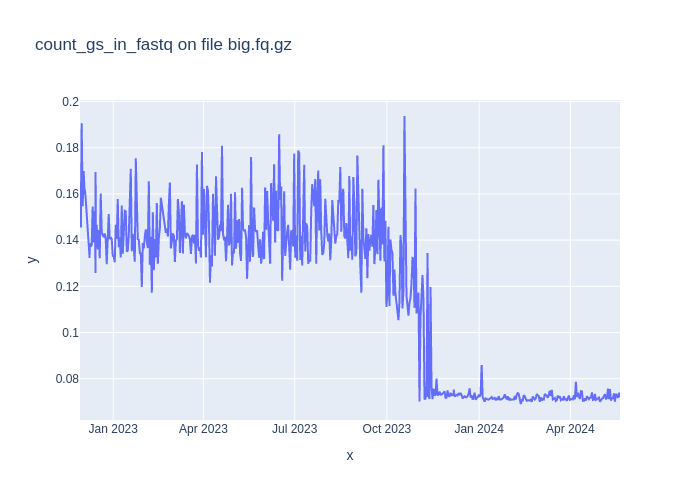 count_gs_in_fastq on file big.fq.gz
0.2
0.18
0.16
0.14
0.12
0.1
0.08
y
Jan 2023 Apr 2023 Jul 2023 Oct 2023 Jan 2024 Apr 2024
x